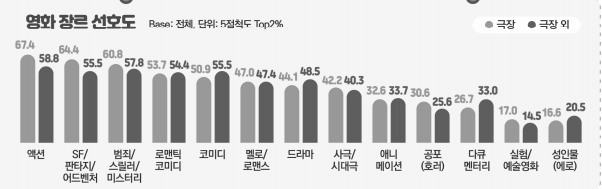 영화 장르 선호도 Base: 전체, 단위: 5점척도 Top2% 극장 극장 외
67.4 58.8 64.4 55.5 60.8 57.8 53.7 54.4 50.9 55.5 47.0 47.4 44.1 48.5 42.2 40.3 32.6 33.7 30.6 25.6 26.7 33.0 17.0 14.5 16.6 20.5
액션 SF/ 범죄/ 로맨틱 코미디 멜로/ 드라마 사극/ 애니 공포 다큐 실험/ 성인물
판타지/ 스릴러/ 코미디 로맨스 시대극 메이션 (호러) 멘터리 예술영화 (에로)
어드벤처 미스터리